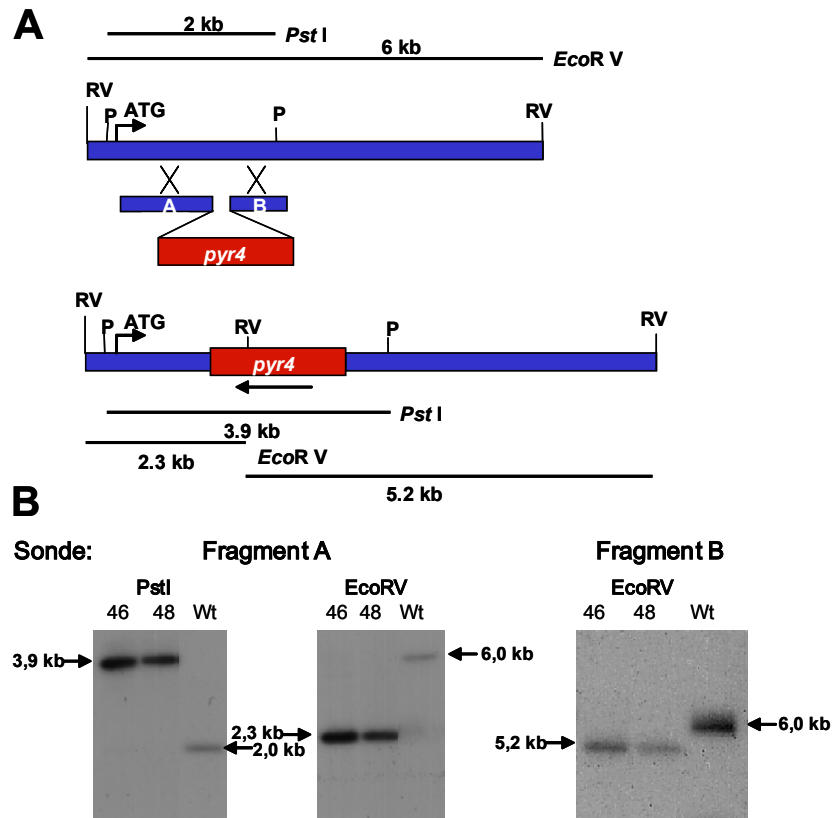 A
2 kb
Pst I
6 kb
EcoR V
RV
P
ATG
P
RV
A
B
pyr4
RV
P
ATG
RV
P
RV
pyr4
Pst I
3.9 kb
EcoR V
2.3 kb
5.2 kb
B
Sonde:
Fragment A
Fragment B
PstI
EcoRV
EcoRV
46 48 Wt
46 48 Wt
46 48 Wt
3,9 kb
6,0 kb
2,3 kb
2,0 kb
5,2 kb
6,0 kb